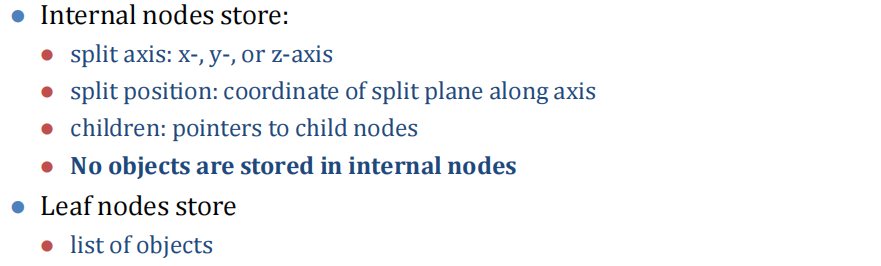 Internal nodes store:
split axis: x-, y-, or z-axis
split position: coordinate of split plane along axis
children: pointers to child nodes
No objects are stored in internal nodes
Leaf nodes store
list of objects